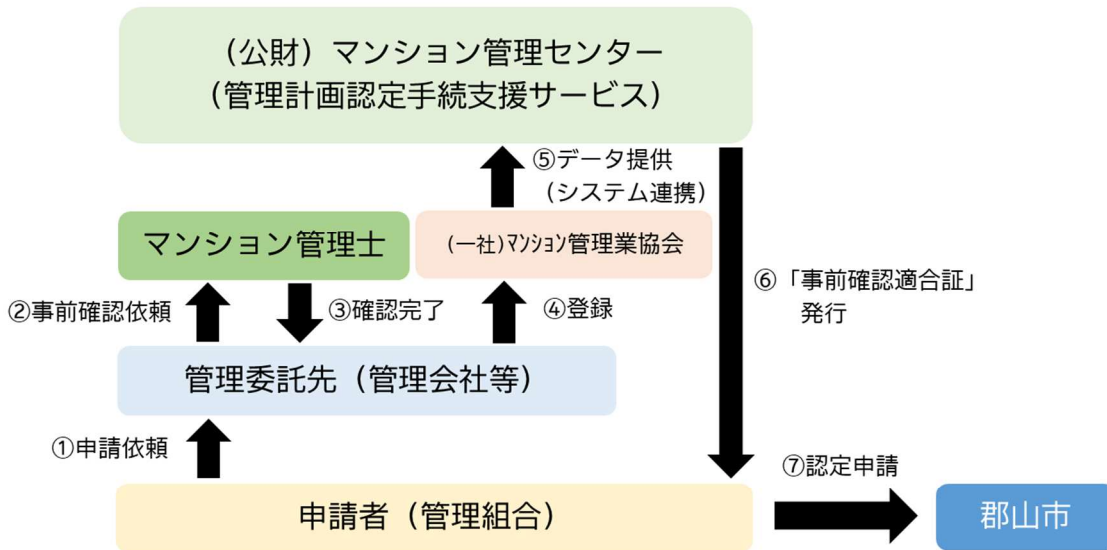 （公財）マンション管理センター
（管理計画認定手続支援サービス）
⑤データ提供
（システム連携）
マンション管理士
(一社)ﾏﾝｼｮﾝ管理業協会
②事前確認依頼
③確認完了
④登録
⑥「事前確認適合証」
発行
管理委託先（管理会社等）
①申請依頼
⑦認定申請
申請者（管理組合）
郡山市